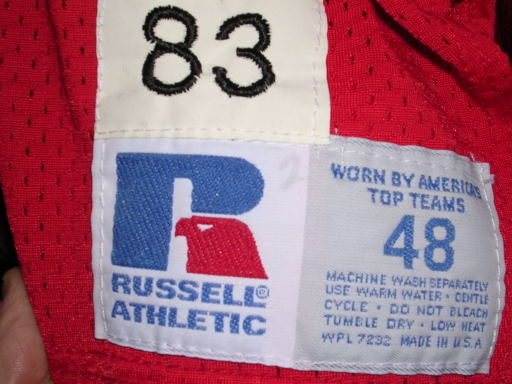 83
RUSSELL®
ATHLETIC
WORN BY AMERICA'S
TOP TEAMS
48
MACHINE WASH SEPARATELY
USE WARM WATER · GENTLE
CYCLE · DO NOT BLEACH
TUMBLE DRY · LOW HEAT
WPL 7232 MADE IN U.S.A